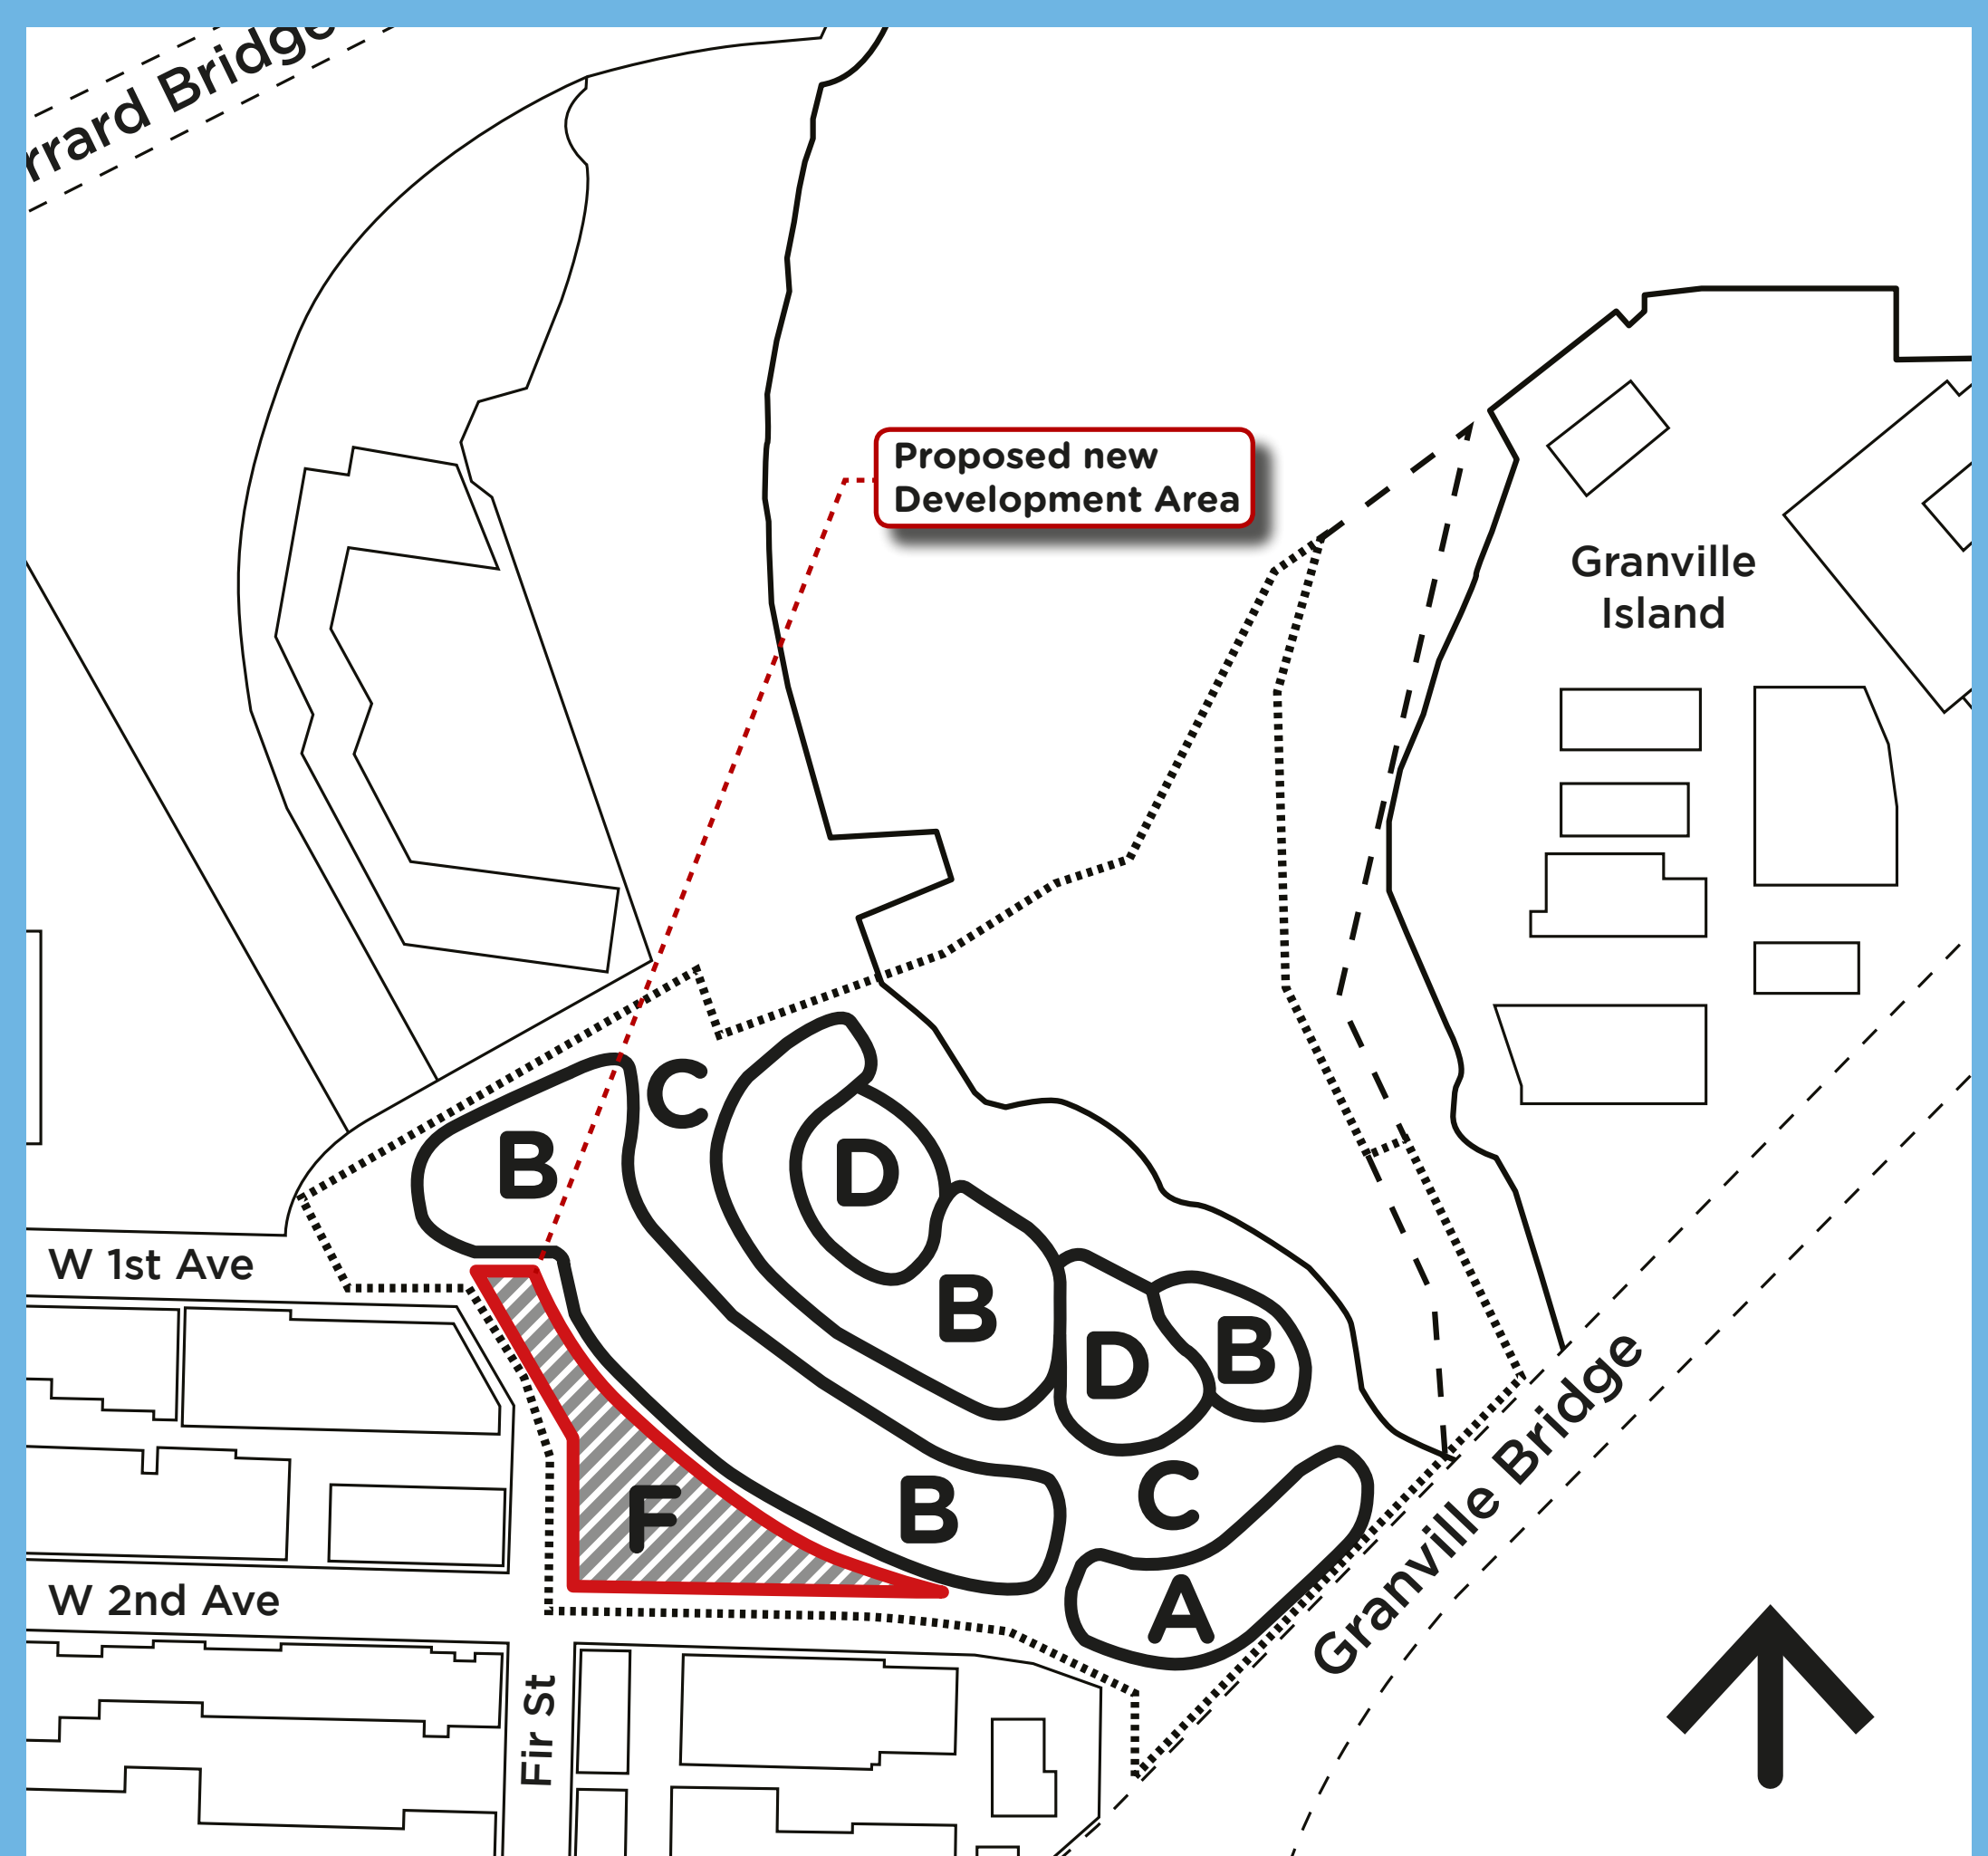 rrard Bridge
Proposed new
Development Area
Granville
Island
C
B
D
W 1st Ave
B
D
B
F
B
C
A
Granville Bridge
W 2nd Ave
Fir St